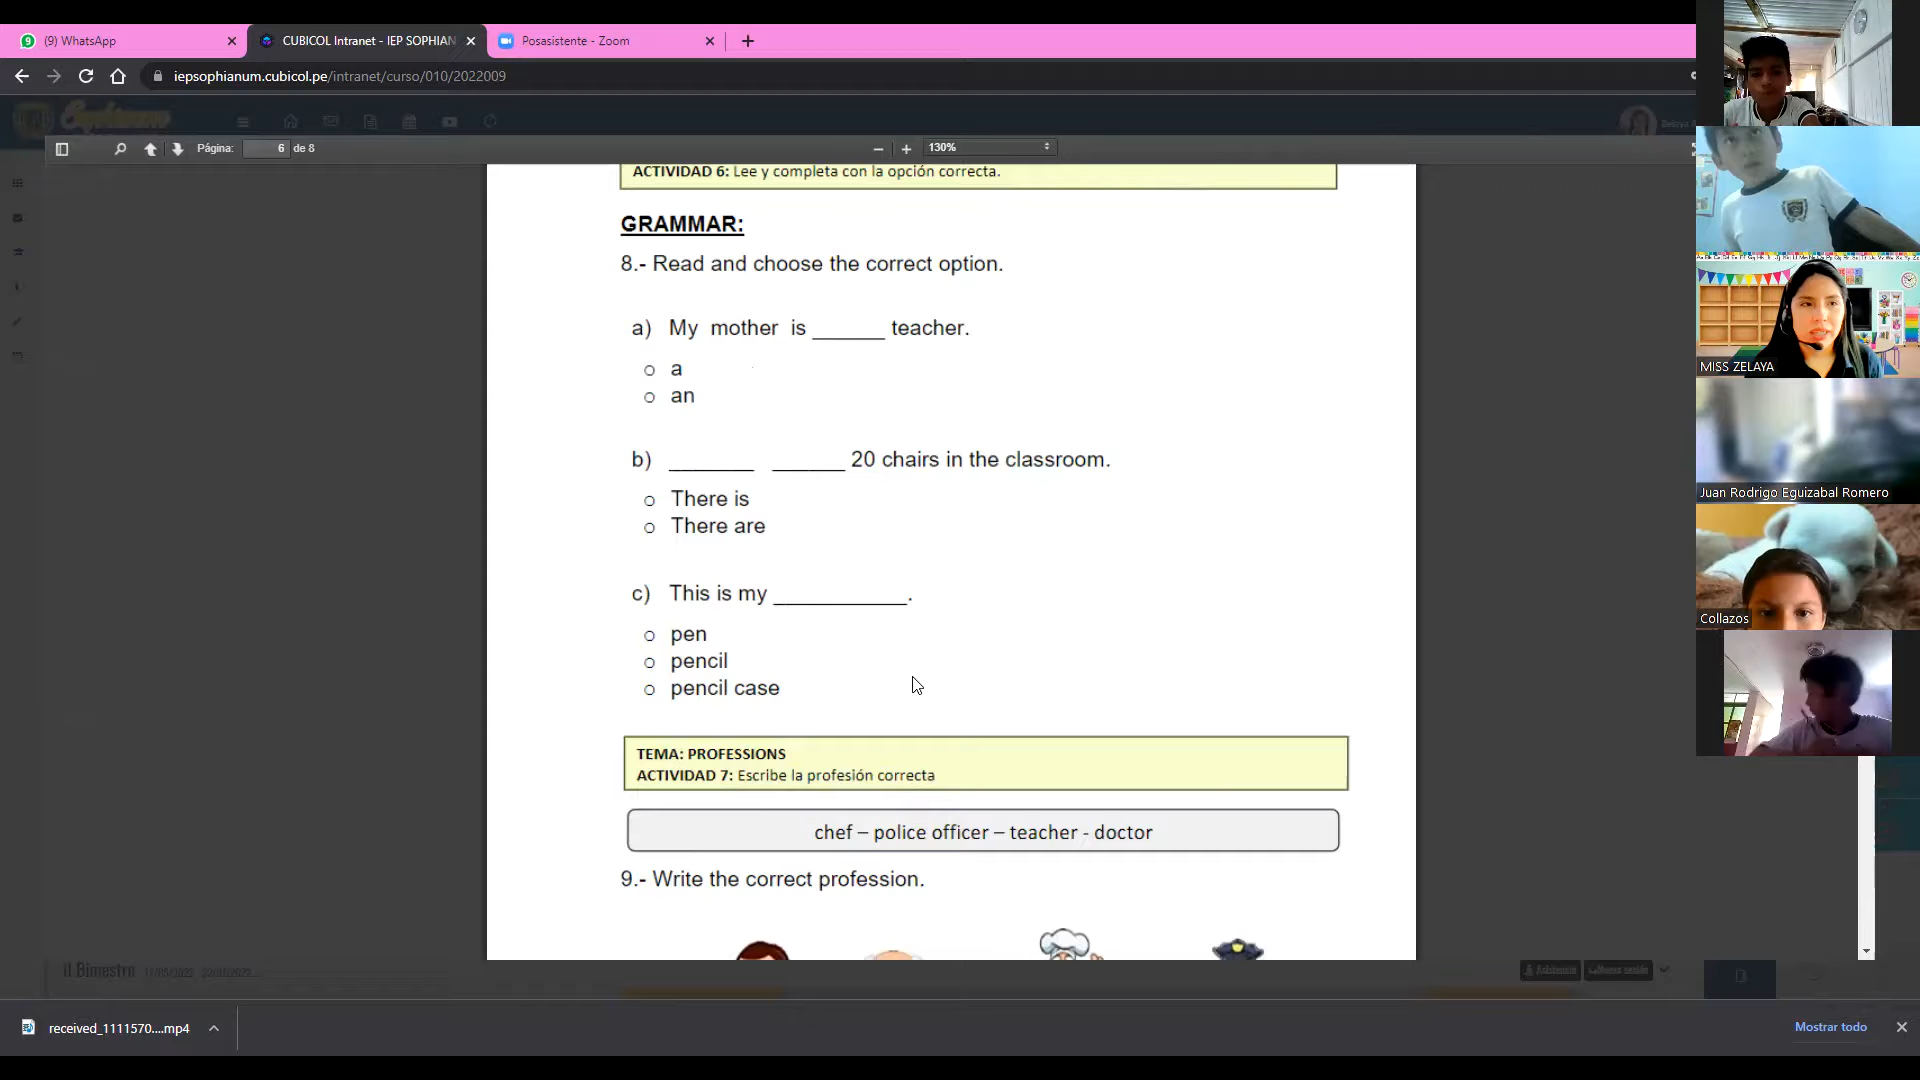 (9) WhatsApp
CUBICOL Intranet - IEP SOPHIAN
Posasistente - Zoom
iepsophianum.cubicol.pe/intranet/curso/010/2022009
Página: 6 de 8
130%
ACTIVIDAD 6: Lee y completa con la opción correcta.
GRAMMAR:
8.- Read and choose the correct option.
a) My mother is ______ teacher.
o a
o an
b) _______ ______ 20 chairs in the classroom.
o There is
o There are
c) This is my ___________.
o pen
o pencil
o pencil case
TEMA: PROFESSIONS
ACTIVIDAD 7: Escribe la profesión correcta
chef – police officer – teacher - doctor
9.- Write the correct profession.
II Bimestre
Asistencia
Nueva sesión
received_1111570....mp4
Mostrar todo
MISS ZELAYA
Juan Rodrigo Eguizabal Romero
Collazos